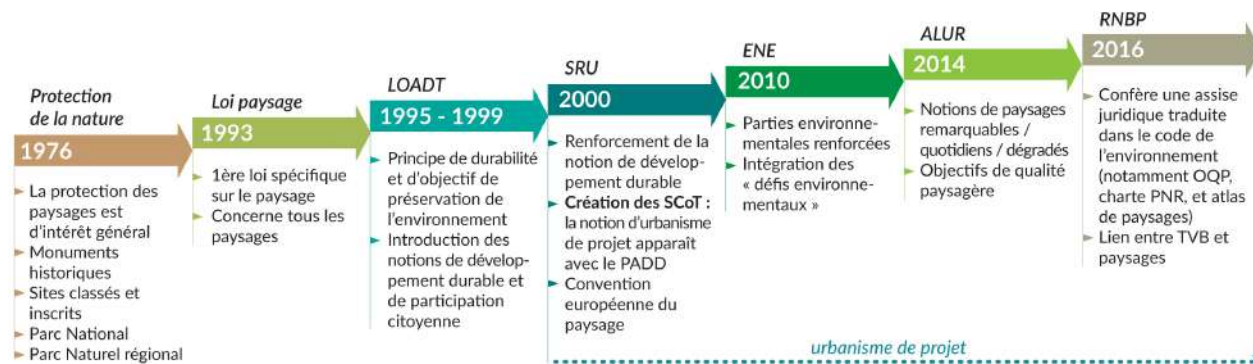 Protection
de la nature
1976
La protection des
paysages est
d'intérêt général
Monuments
historiques
Sites classés et
inscrits
Parc National
Parc Naturel régional
Loi paysage
1993
1ère loi spécifique
sur le paysage
Concerne tous les
paysages
LOADT
1995 - 1999
Principe de durabilité
et d'objectif de
préservation de
l'environnement
Introduction des
notions de dévelop-
pement durable et
de participation
citoyenne
SRU
2000
Renforcement de la
notion de dévelop-
pement durable
Création des SCoT :
la notion d'urbanisme
de projet apparaît
avec le PADD
Convention
européenne du
paysage
ENE
2010
Parties environne-
mentales renforcées
Intégration des
« défis environne-
mentaux »
ALUR
2014
Notions de paysages
remarquables /
quotidiens / dégradés
Objectifs de qualité
paysagère
RNBP
2016
Confère une assise
juridique traduite
dans le code de
l'environnement
(notamment OQP,
charte PNR, et atlas
de paysages)
Lien entre TVB et
paysages
urbanisme de projet